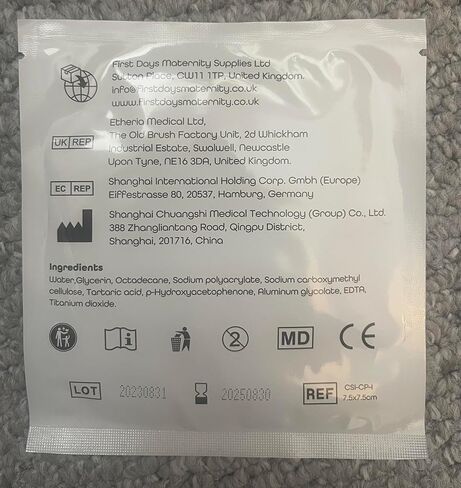 First Days Maternity Supplies Ltd
Sutton Place, CW11 1TP, United Kingdom.
info@firstdaysmaternity.co.uk
www.firstdaysmaternity.co.uk
UK REP
Etherio Medical Ltd,
The Old Brush Factory Unit, 2d Whickham
Industrial Estate, Swalwell, Newcastle
Upon Tyne, NE16 3DA, United Kingdom.
EC REP
Shanghai International Holding Corp. Gmbh (Europe)
Eiffestrasse 80, 20537, Hamburg, Germany
Shanghai Chuangshi Medical Technology (Group) Co., Ltd.
388 Zhangliantang Road, Qingpu District,
Shanghai, 201716, China
Ingredients
Water,Glycerin, Octadecane, Sodium polyacrylate, Sodium carboxymethyl
cellulose, Tartaric acid, p-Hydroxyacetophenone, Aluminum glycolate, EDTA,
Titanium dioxide.
i 2 MD CE
LOT 20230831 20250830 REF CSI-CP-I
7.5x7.5cm